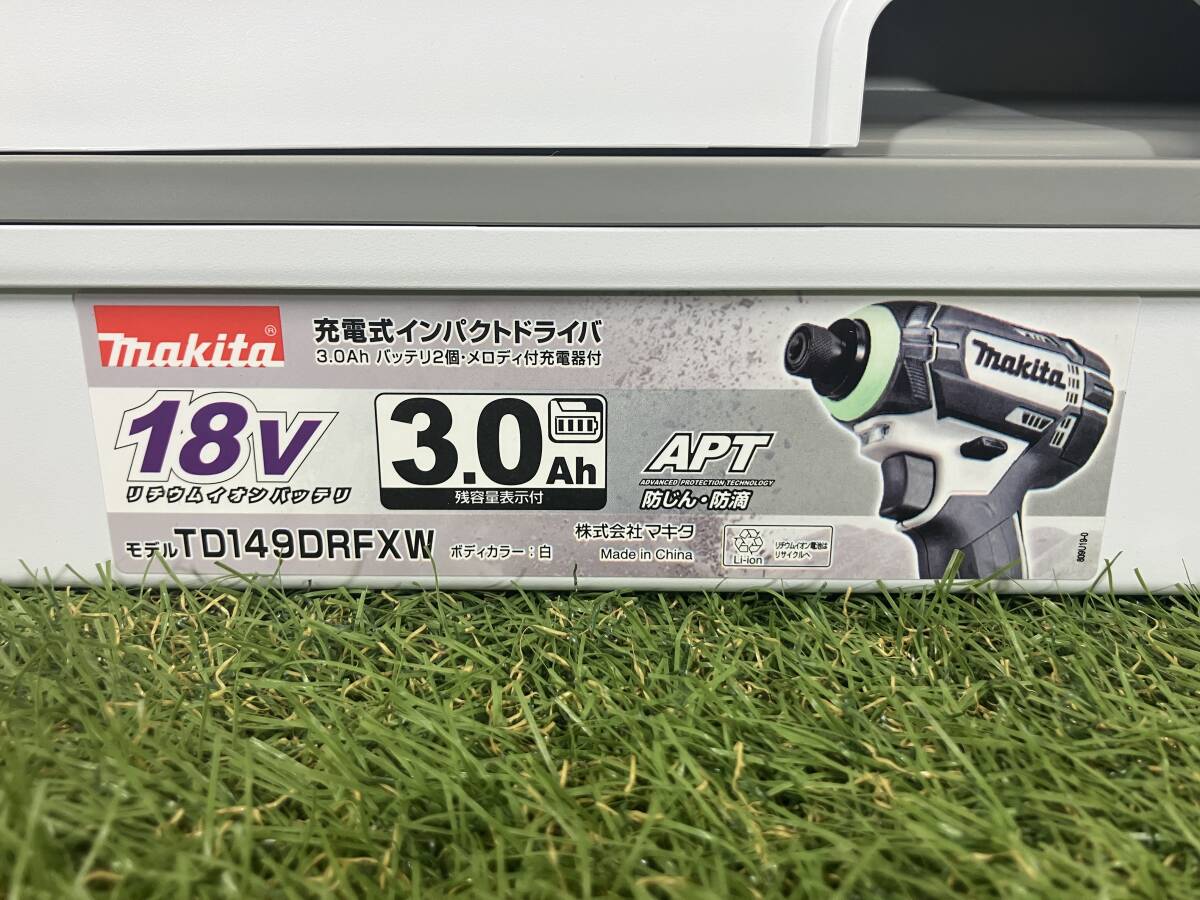 makita®
充電式インパクトドライバ
3.0Ah バッテリ2個・メロディ付充電器付
18V
リチウムイオンバッテリ
3.0Ah
残容量表示付
APT
ADVANCED PROTECTION TECHNOLOGY
防じん・防滴
makita
モデルTD149DRFXW ボディカラー：白
株式会社マキタ
Made in China
Li-ion
リチウムイオン電池は
リサイクルへ
809U19-0